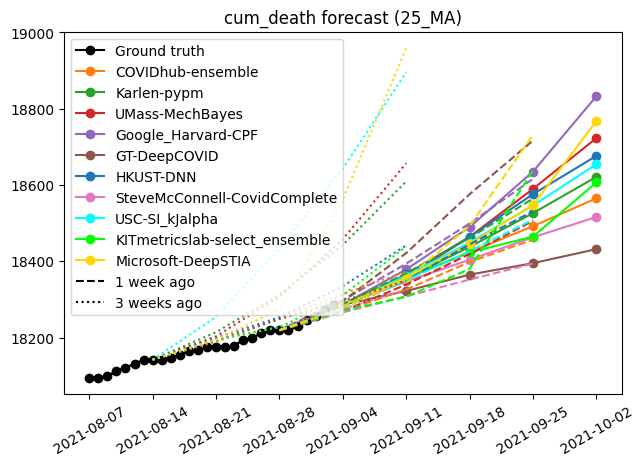 cum_death forecast (25_MA)
19000
18800
18600
18400
18200
Ground truth
COVIDhub-ensemble
Karlen-pypm
UMass-MechBayes
Google_Harvard-CPF
GT-DeepCOVID
HKUST-DNN
SteveMcConnell-CovidComplete
USC-SI_kJalpha
KITmetricslab-select_ensemble
Microsoft-DeepSTIA
1 week ago
3 weeks ago
2021-08-07
2021-08-14
2021-08-21
2021-08-28
2021-09-04
2021-09-11
2021-09-18
2021-09-25
2021-10-02